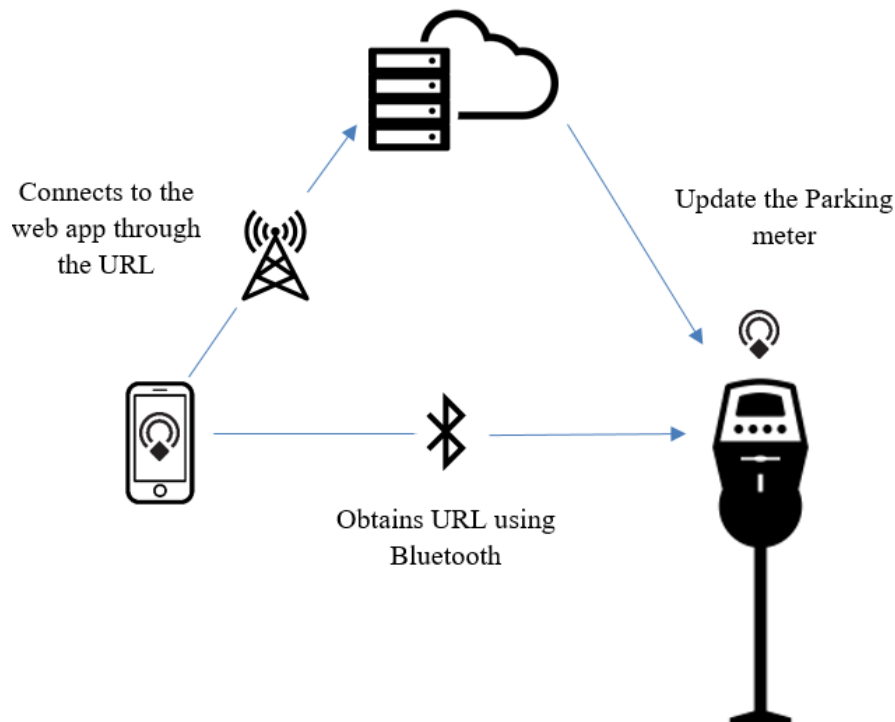 Connects to the
web app through
the URL
Update the Parking
meter
Obtains URL using
Bluetooth